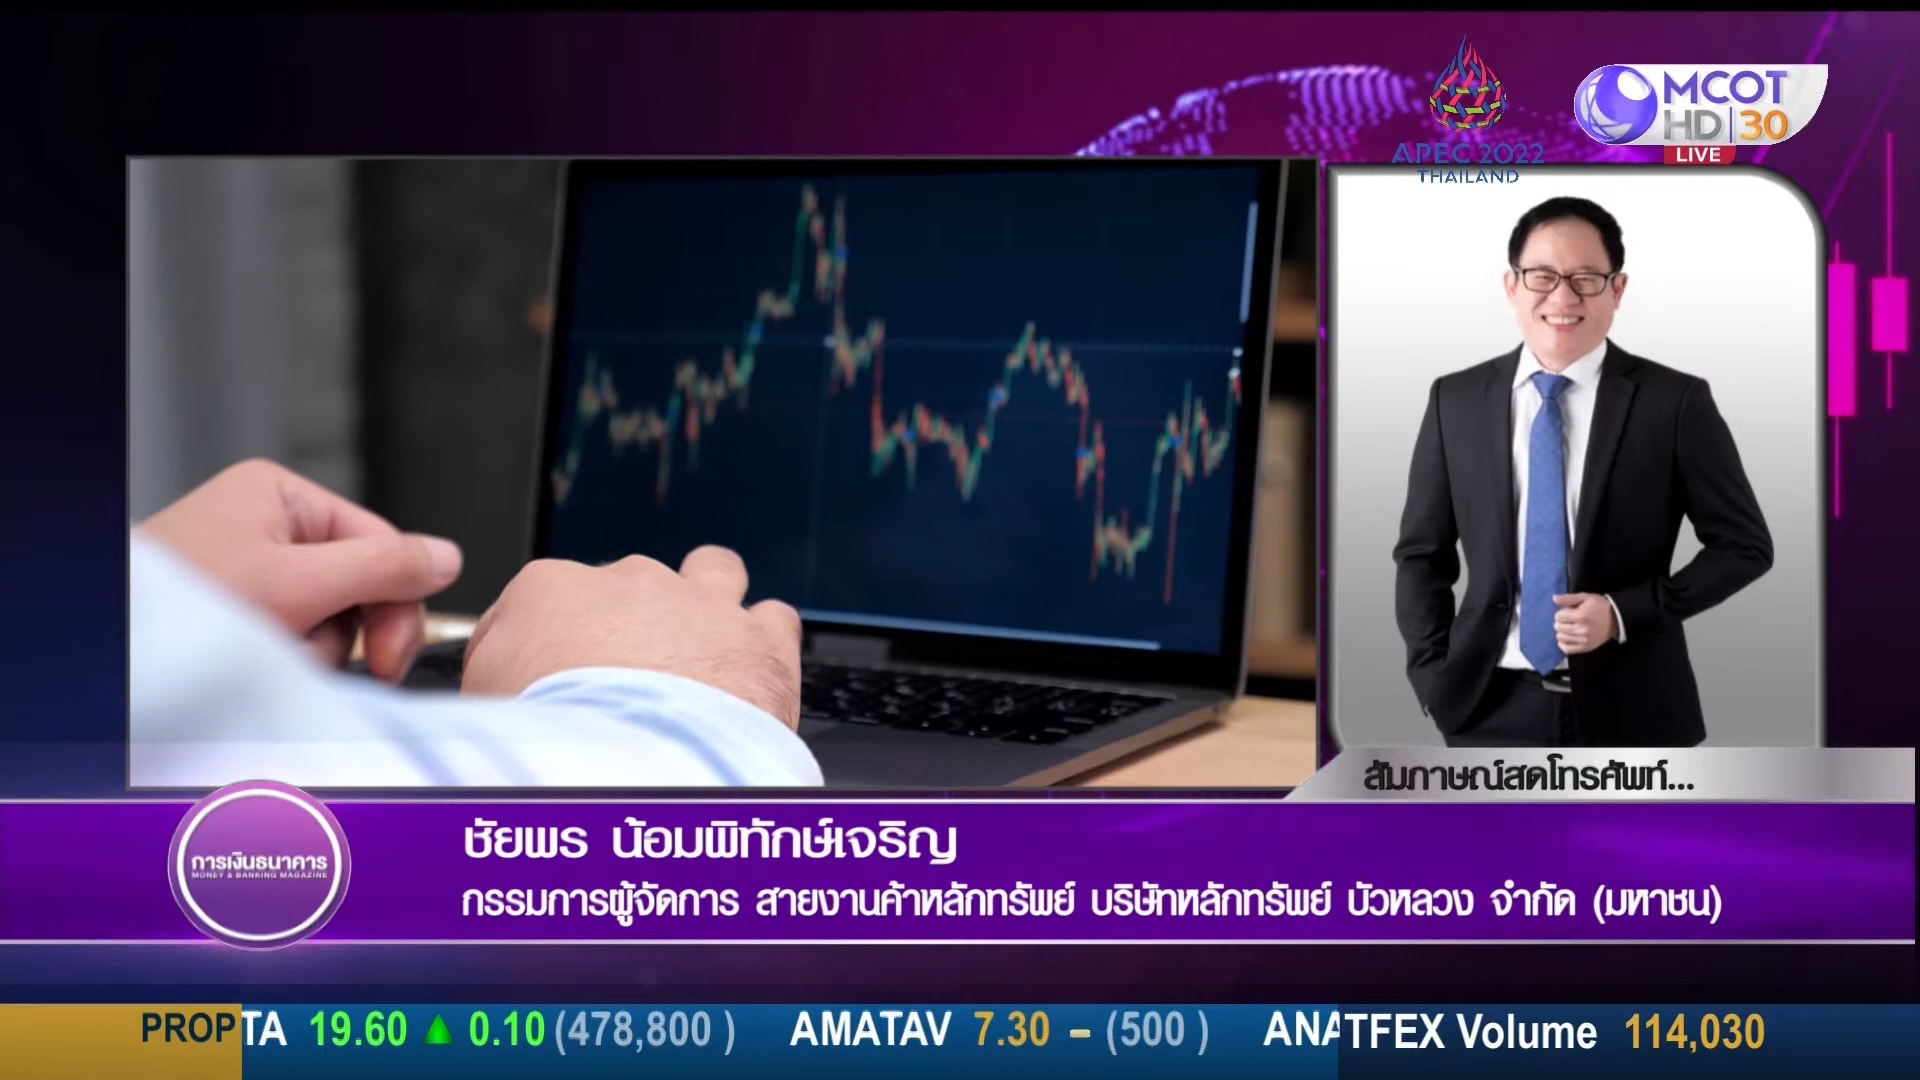 APEC 2022
THAILAND
MCOT
HD 30
LIVE
สัมภาษณ์สดโทรศัพท์...
การเงินธนาคาร
MONEY & BANKING MAGAZINE
ชัยพร น้อมพิทักษ์เจริญ
กรรมการผู้จัดการ สายงานค้าหลักทรัพย์ บริษัทหลักทรัพย์ บัวหลวง จำกัด (มหาชน)
PROP TA 19.60 ▲ 0.10 (478,800 ) AMATAV 7.30 – (500 ) ANA TFEX Volume 114,030